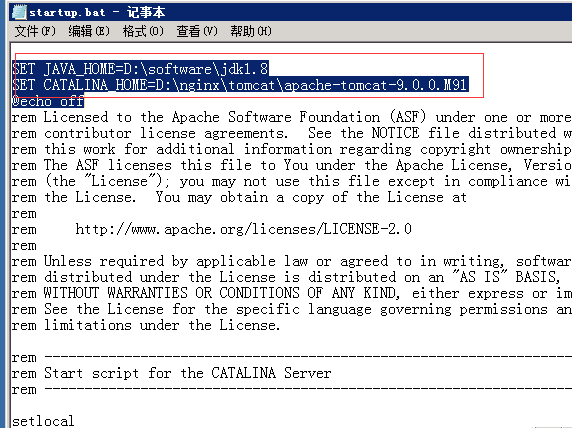 startup.bat - 记事本
文件(F) 编辑(E) 格式(O) 查看(V) 帮助(H)
SET JAVA_HOME=D:\software\jdk1.8
SET CATALINA_HOME=D:\nginx\tomcat\apache-tomcat-9.0.0.M91
@echo off
rem Licensed to the Apache Software Foundation (ASF) under one or more
rem contributor license agreements.  See the NOTICE file distributed w
rem this work for additional information regarding copyright ownership
rem The ASF licenses this file to You under the Apache License, Versio
rem (the "License"); you may not use this file except in compliance wi
rem the License.  You may obtain a copy of the License at
rem
rem     http://www.apache.org/licenses/LICENSE-2.0
rem
rem Unless required by applicable law or agreed to in writing, softwar
rem distributed under the License is distributed on an "AS IS" BASIS,
rem WITHOUT WARRANTIES OR CONDITIONS OF ANY KIND, either express or im
rem See the License for the specific language governing permissions an
rem limitations under the License.
rem ---------------------------------------------------------------
rem Start script for the CATALINA Server
rem ---------------------------------------------------------------
setlocal